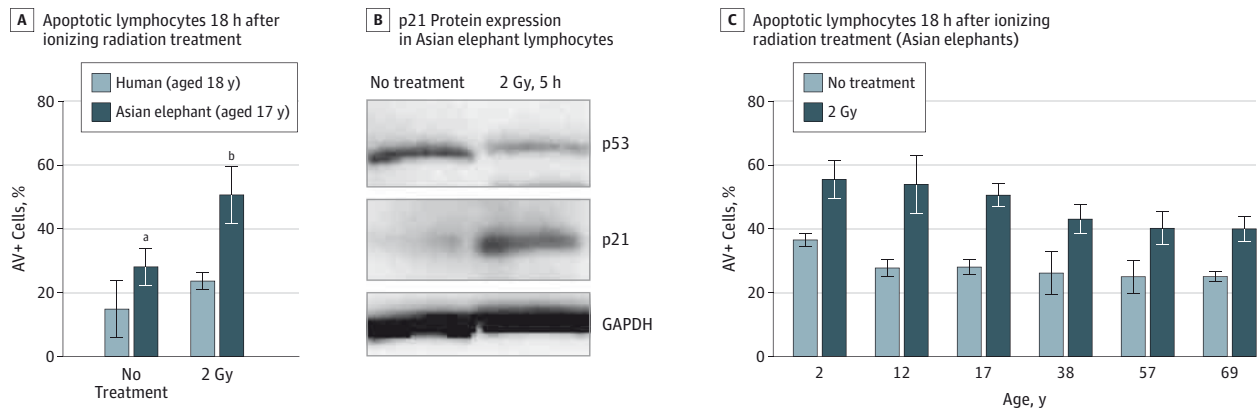 A Apoptotic lymphocytes 18 h after
ionizing radiation treatment
Human (aged 18 y)
Asian elephant (aged 17 y)
80
60
40
20
0
AV+ Cells, %
a
b
No
Treatment
2 Gy
B p21 Protein expression
in Asian elephant lymphocytes
No treatment 2 Gy, 5 h
p53
p21
GAPDH
C Apoptotic lymphocytes 18 h after ionizing
radiation treatment (Asian elephants)
No treatment
2 Gy
80
60
40
20
0
AV+ Cells, %
2 12 17 38 57 69
Age, y